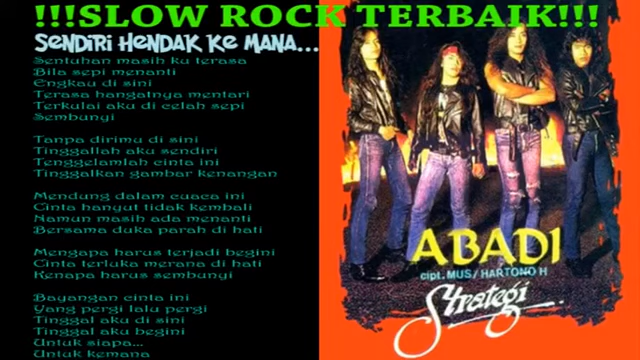 !!!SLOW ROCK TERBAIK!!!
Sendiri Hendak Ke Mana...
Sentuhan masih ku terasa
Bila sepi menanti
Engkau di sini
Terasa hangatnya mentari
Terkulai aku di celah sepi
Sembunyi
Tanpa dirimu di sini
Tinggallah aku sendiri
Tenggelamlah cinta ini
Tinggalkan gambar kenangan
Mendung dalam cuaca ini
Cinta hanyut tidak kembali
Namun masih ada menanti
Bersama duka parah di hati
Mengapa harus terjadi begini
Cinta terluka merana di hati
Kenapa harus sembunyi
Bayangan cinta ini
Yang pergi lalu pergi
Tinggal aku di sini
Tinggal aku begini
Untuk siapa...
Untuk kemana
ABADI
cipt. MUS / HARTONO H
Strategi